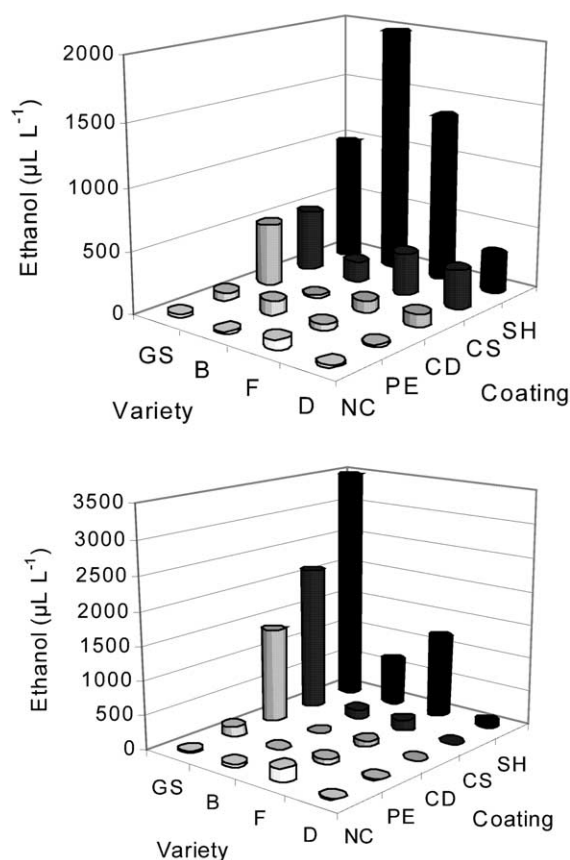 2000
1500
1000
500
0
Ethanol (µL L⁻¹)
GS
B
F
D
Variety
NC
PE
CD
CS
SH
Coating
3500
3000
2500
2000
1500
1000
500
0
Ethanol (µL L⁻¹)
GS
B
F
D
Variety
NC
PE
CD
CS
SH
Coating